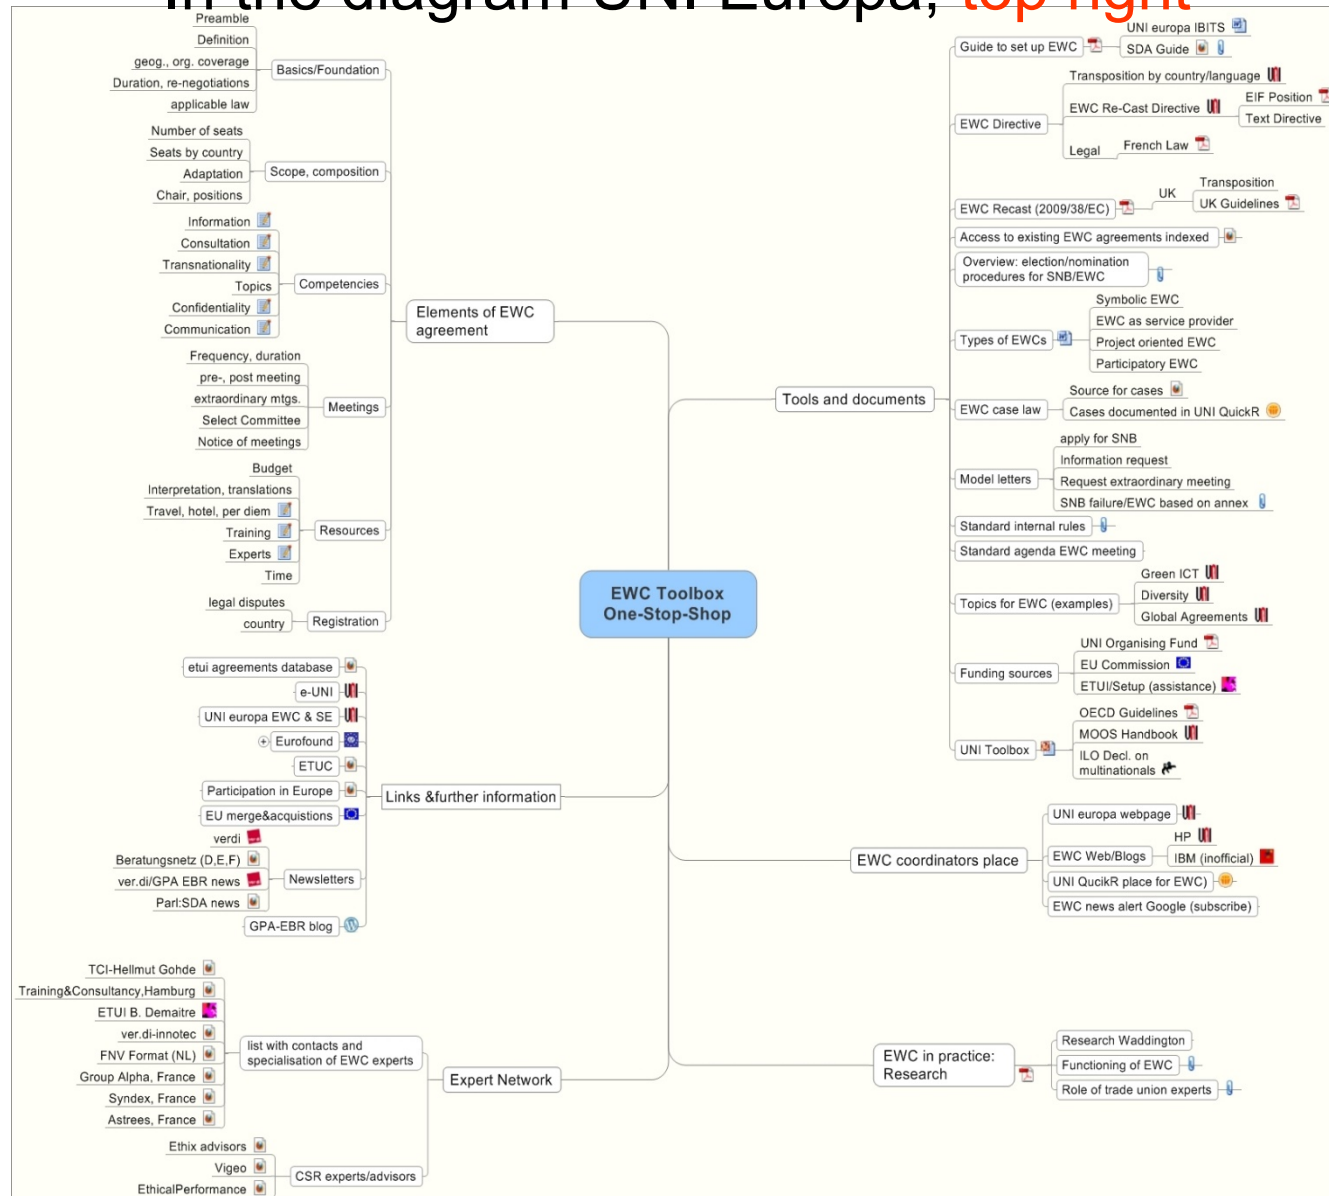 In the diagram UNI Europa, top right
Preamble
Definition
geog., org. coverage
Duration, re-negotiations
applicable law
Basics/Foundation
Number of seats
Seats by country
Adaptation
Chair, positions
Scope, composition
Information
Consultation
Transnationality
Topics
Confidentiality
Communication
Competencies
Frequency, duration
pre-, post meeting
extraordinary mtgs.
Select Committee
Notice of meetings
Meetings
Budget
Interpretation, translations
Travel, hotel, per diem
Training
Experts
Time
Resources
legal disputes
country
Registration
Elements of EWC
agreement
etui agreements database
e-UNI
UNI europa EWC & SE
Eurofound
ETUC
Participation in Europe
EU merge&acquistions
verdi
Beratungsnetz (D,E,F)
ver.di/GPA EBR news
Parl:SDA news
Newsletters
GPA-EBR blog
Links &further information
TCI-Hellmut Gohde
Training&Consultancy,Hamburg
ETUI B. Demaitre
ver.di-innotec
FNV Format (NL)
Group Alpha, France
Syndex, France
Astrees, France
list with contacts and
specialisation of EWC experts
Ethix advisors
Vigeo
EthicalPerformance
CSR experts/advisors
Expert Network
EWC Toolbox
One-Stop-Shop
Tools and documents
Guide to set up EWC
UNI europa IBITS
SDA Guide
EWC Directive
Transposition by country/language
EWC Re-Cast Directive
EIF Position
Text Directive
Legal
French Law
EWC Recast (2009/38/EC)
UK
Transposition
UK Guidelines
Access to existing EWC agreements indexed
Overview: election/nomination
procedures for SNB/EWC
Types of EWCs
Symbolic EWC
EWC as service provider
Project oriented EWC
Participatory EWC
EWC case law
Source for cases
Cases documented in UNI QuickR
Model letters
apply for SNB
Information request
Request extraordinary meeting
SNB failure/EWC based on annex
Standard internal rules
Standard agenda EWC meeting
Topics for EWC (examples)
Green ICT
Diversity
Global Agreements
Funding sources
UNI Organising Fund
EU Commission
ETUI/Setup (assistance)
UNI Toolbox
OECD Guidelines
MOOS Handbook
ILO Decl. on
multinationals
EWC coordinators place
UNI europa webpage
EWC Web/Blogs
HP
IBM (inofficial)
UNI QucikR place for EWC)
EWC news alert Google (subscribe)
EWC in practice:
Research
Research Waddington
Functioning of EWC
Role of trade union experts